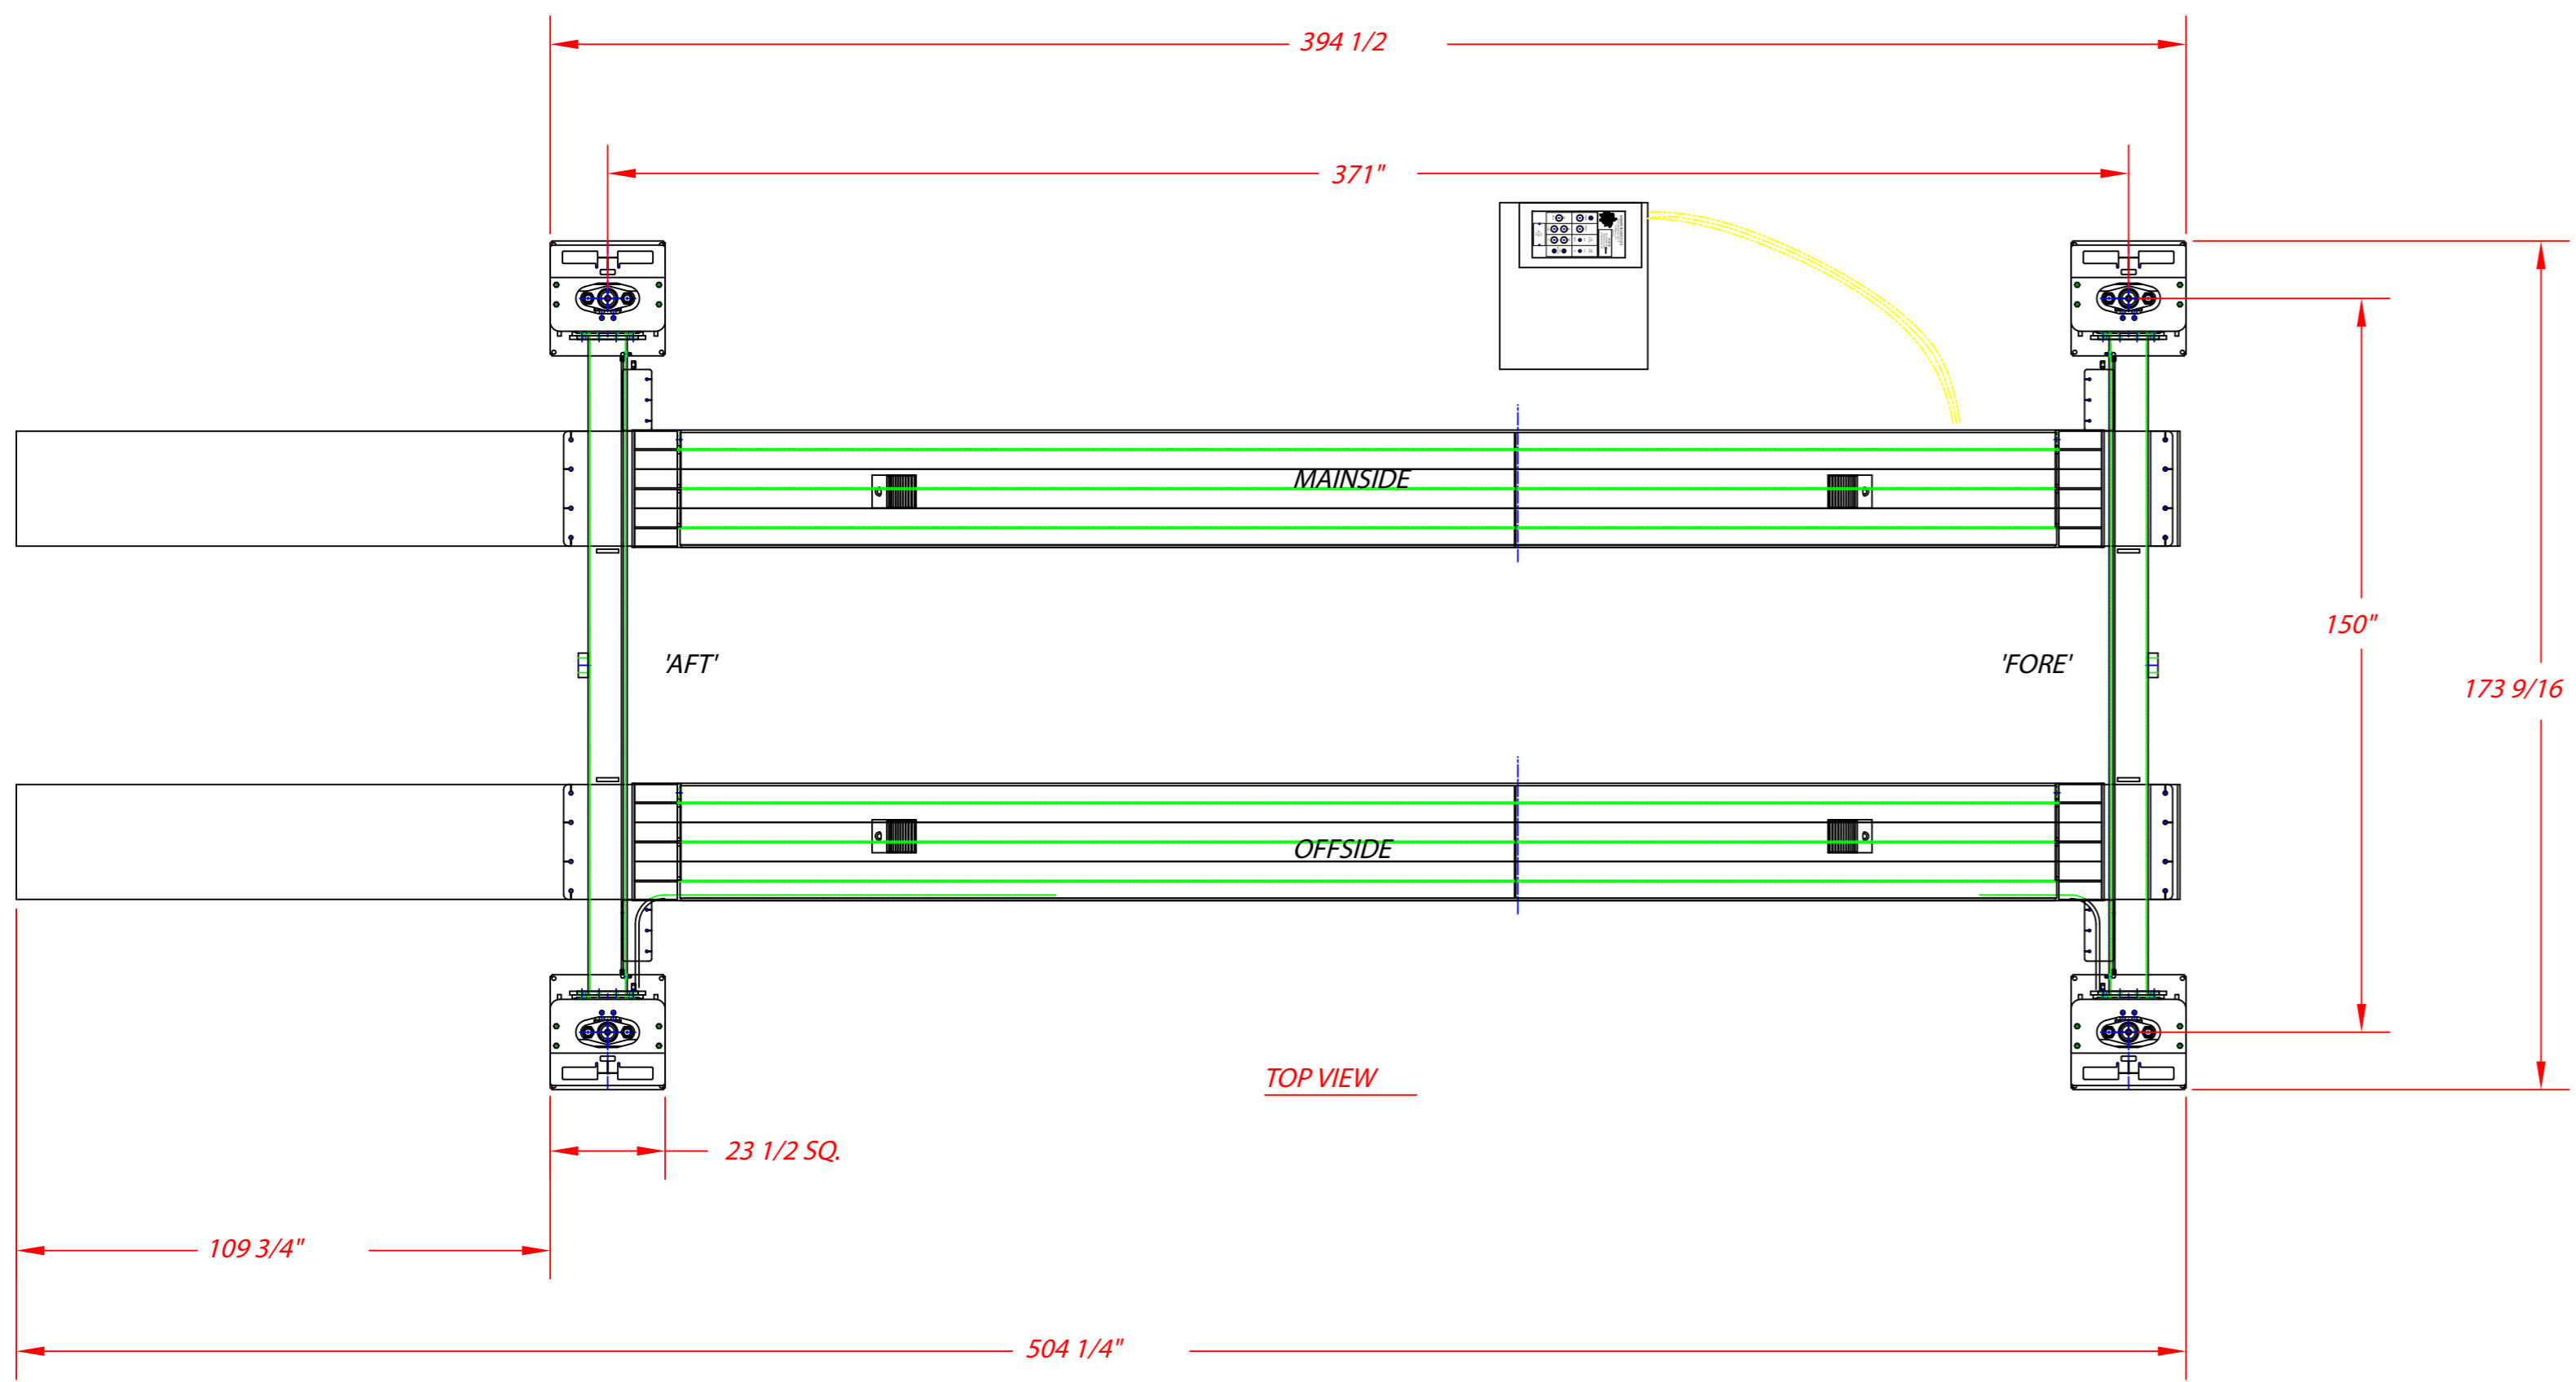 394 1/2
371"
MAINSIDE
150"
'AFT'
'FORE'
173 9/16
OFFSIDE
TOP VIEW
23 1/2 SQ.
109 3/4"
504 1/4"